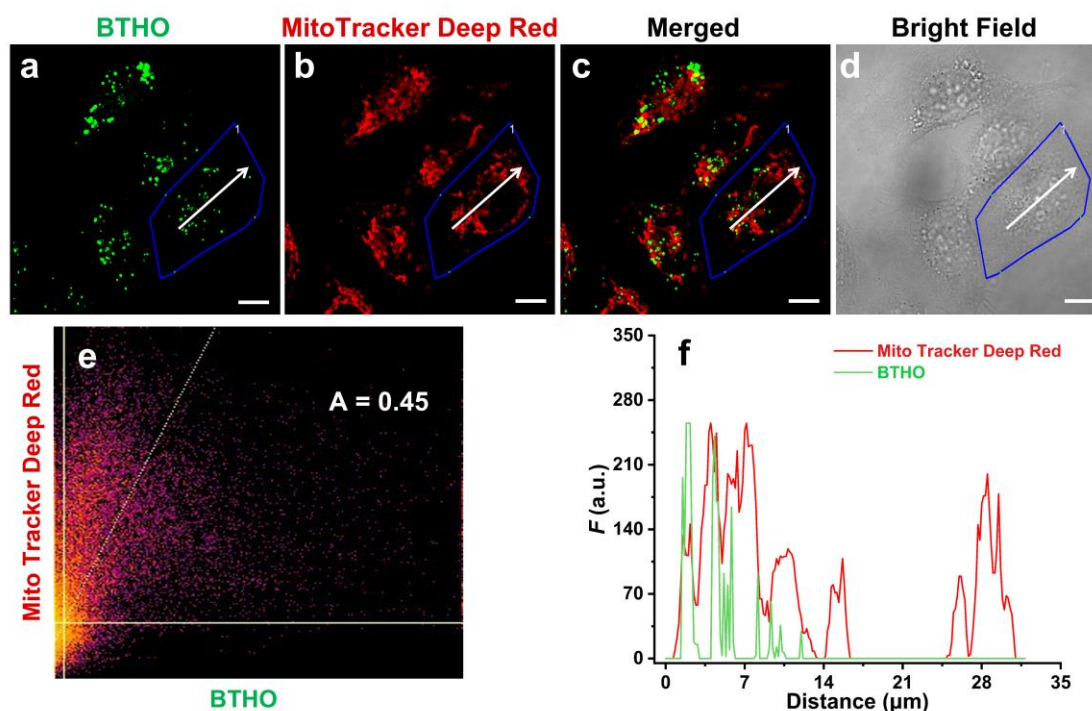 BTHO
MitoTracker Deep Red
Merged
Bright Field
a
b
c
d
1
1
1
1
e
A = 0.45
Mito Tracker Deep Red
BTHO
f
Mito Tracker Deep Red
BTHO
F (a.u.)
350
280
210
140
70
0
0 7 14 21 28 35
Distance (μm)